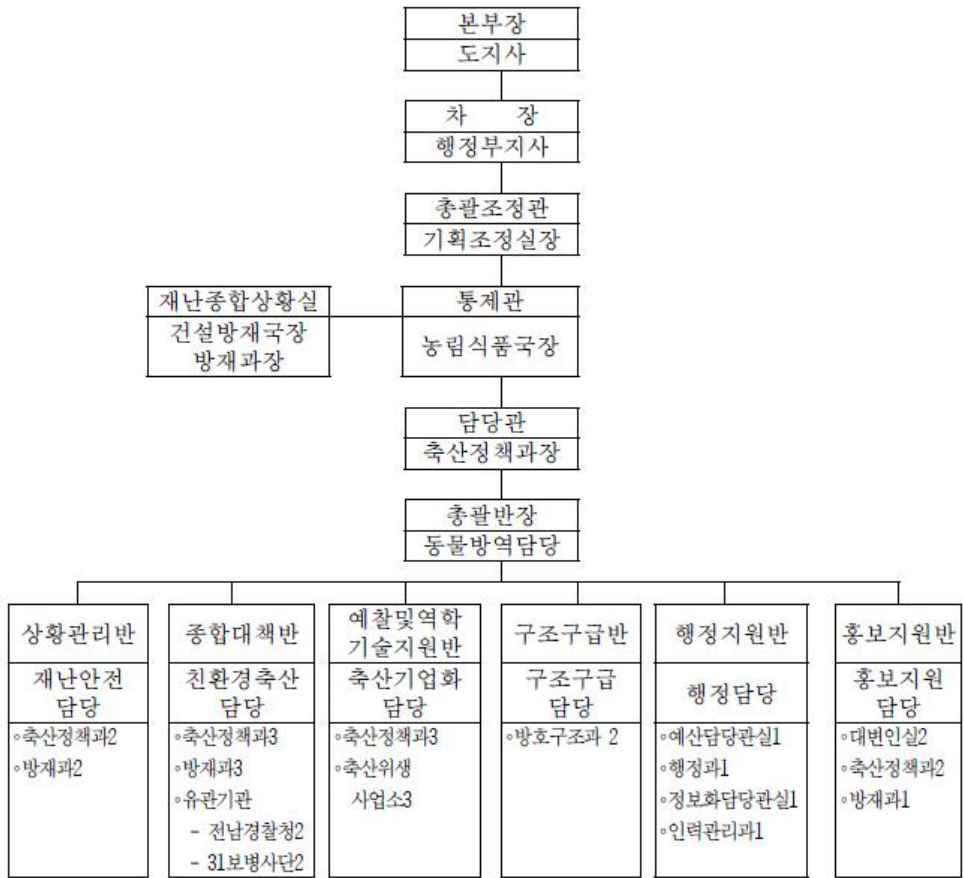 본부장
도지사
차 장
행정부지사
총괄조정관
기획조정실장
재난종합상황실
건설방재국장
방재과장
통제관
농림식품국장
담당관
축산정책과장
총괄반장
동물방역담당
상황관리반
재난안전
담당
◦축산정책과2
◦방재과2
종합대책반
친환경축산
담당
◦축산정책과3
◦방재과3
◦유관기관
- 전남경찰청2
- 31보병사단2
예찰및역학
기술지원반
축산기업화
담당
◦축산정책과3
◦축산위생
사업소3
구조구급반
구조구급
담당
◦방호구조과 2
행정지원반
행정담당
◦예산담당관실1
◦행정과1
◦정보화담당관실1
◦인력관리과1
홍보지원반
홍보지원
담당
◦대변인실2
◦축산정책과2
◦방재과1